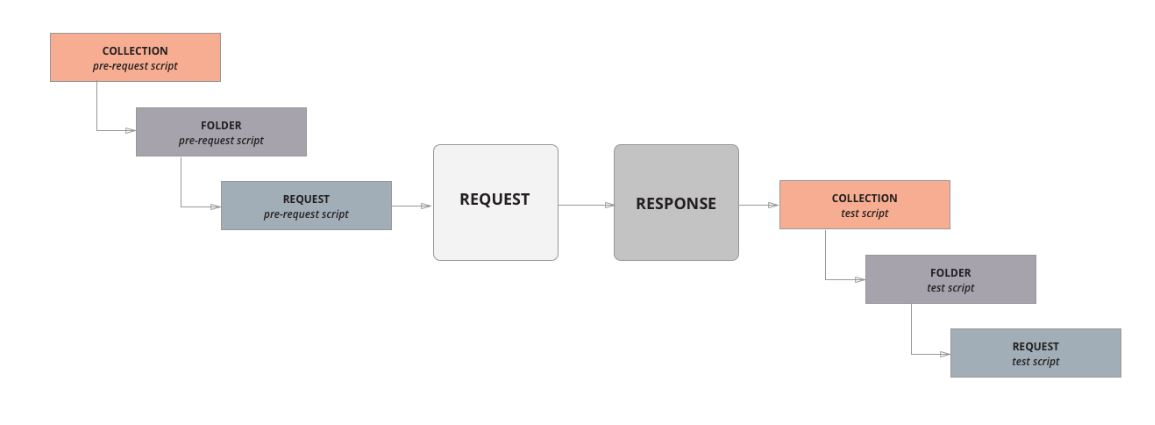 COLLECTION
pre-request script
FOLDER
pre-request script
REQUEST
pre-request script
REQUEST
RESPONSE
COLLECTION
test script
FOLDER
test script
REQUEST
test script